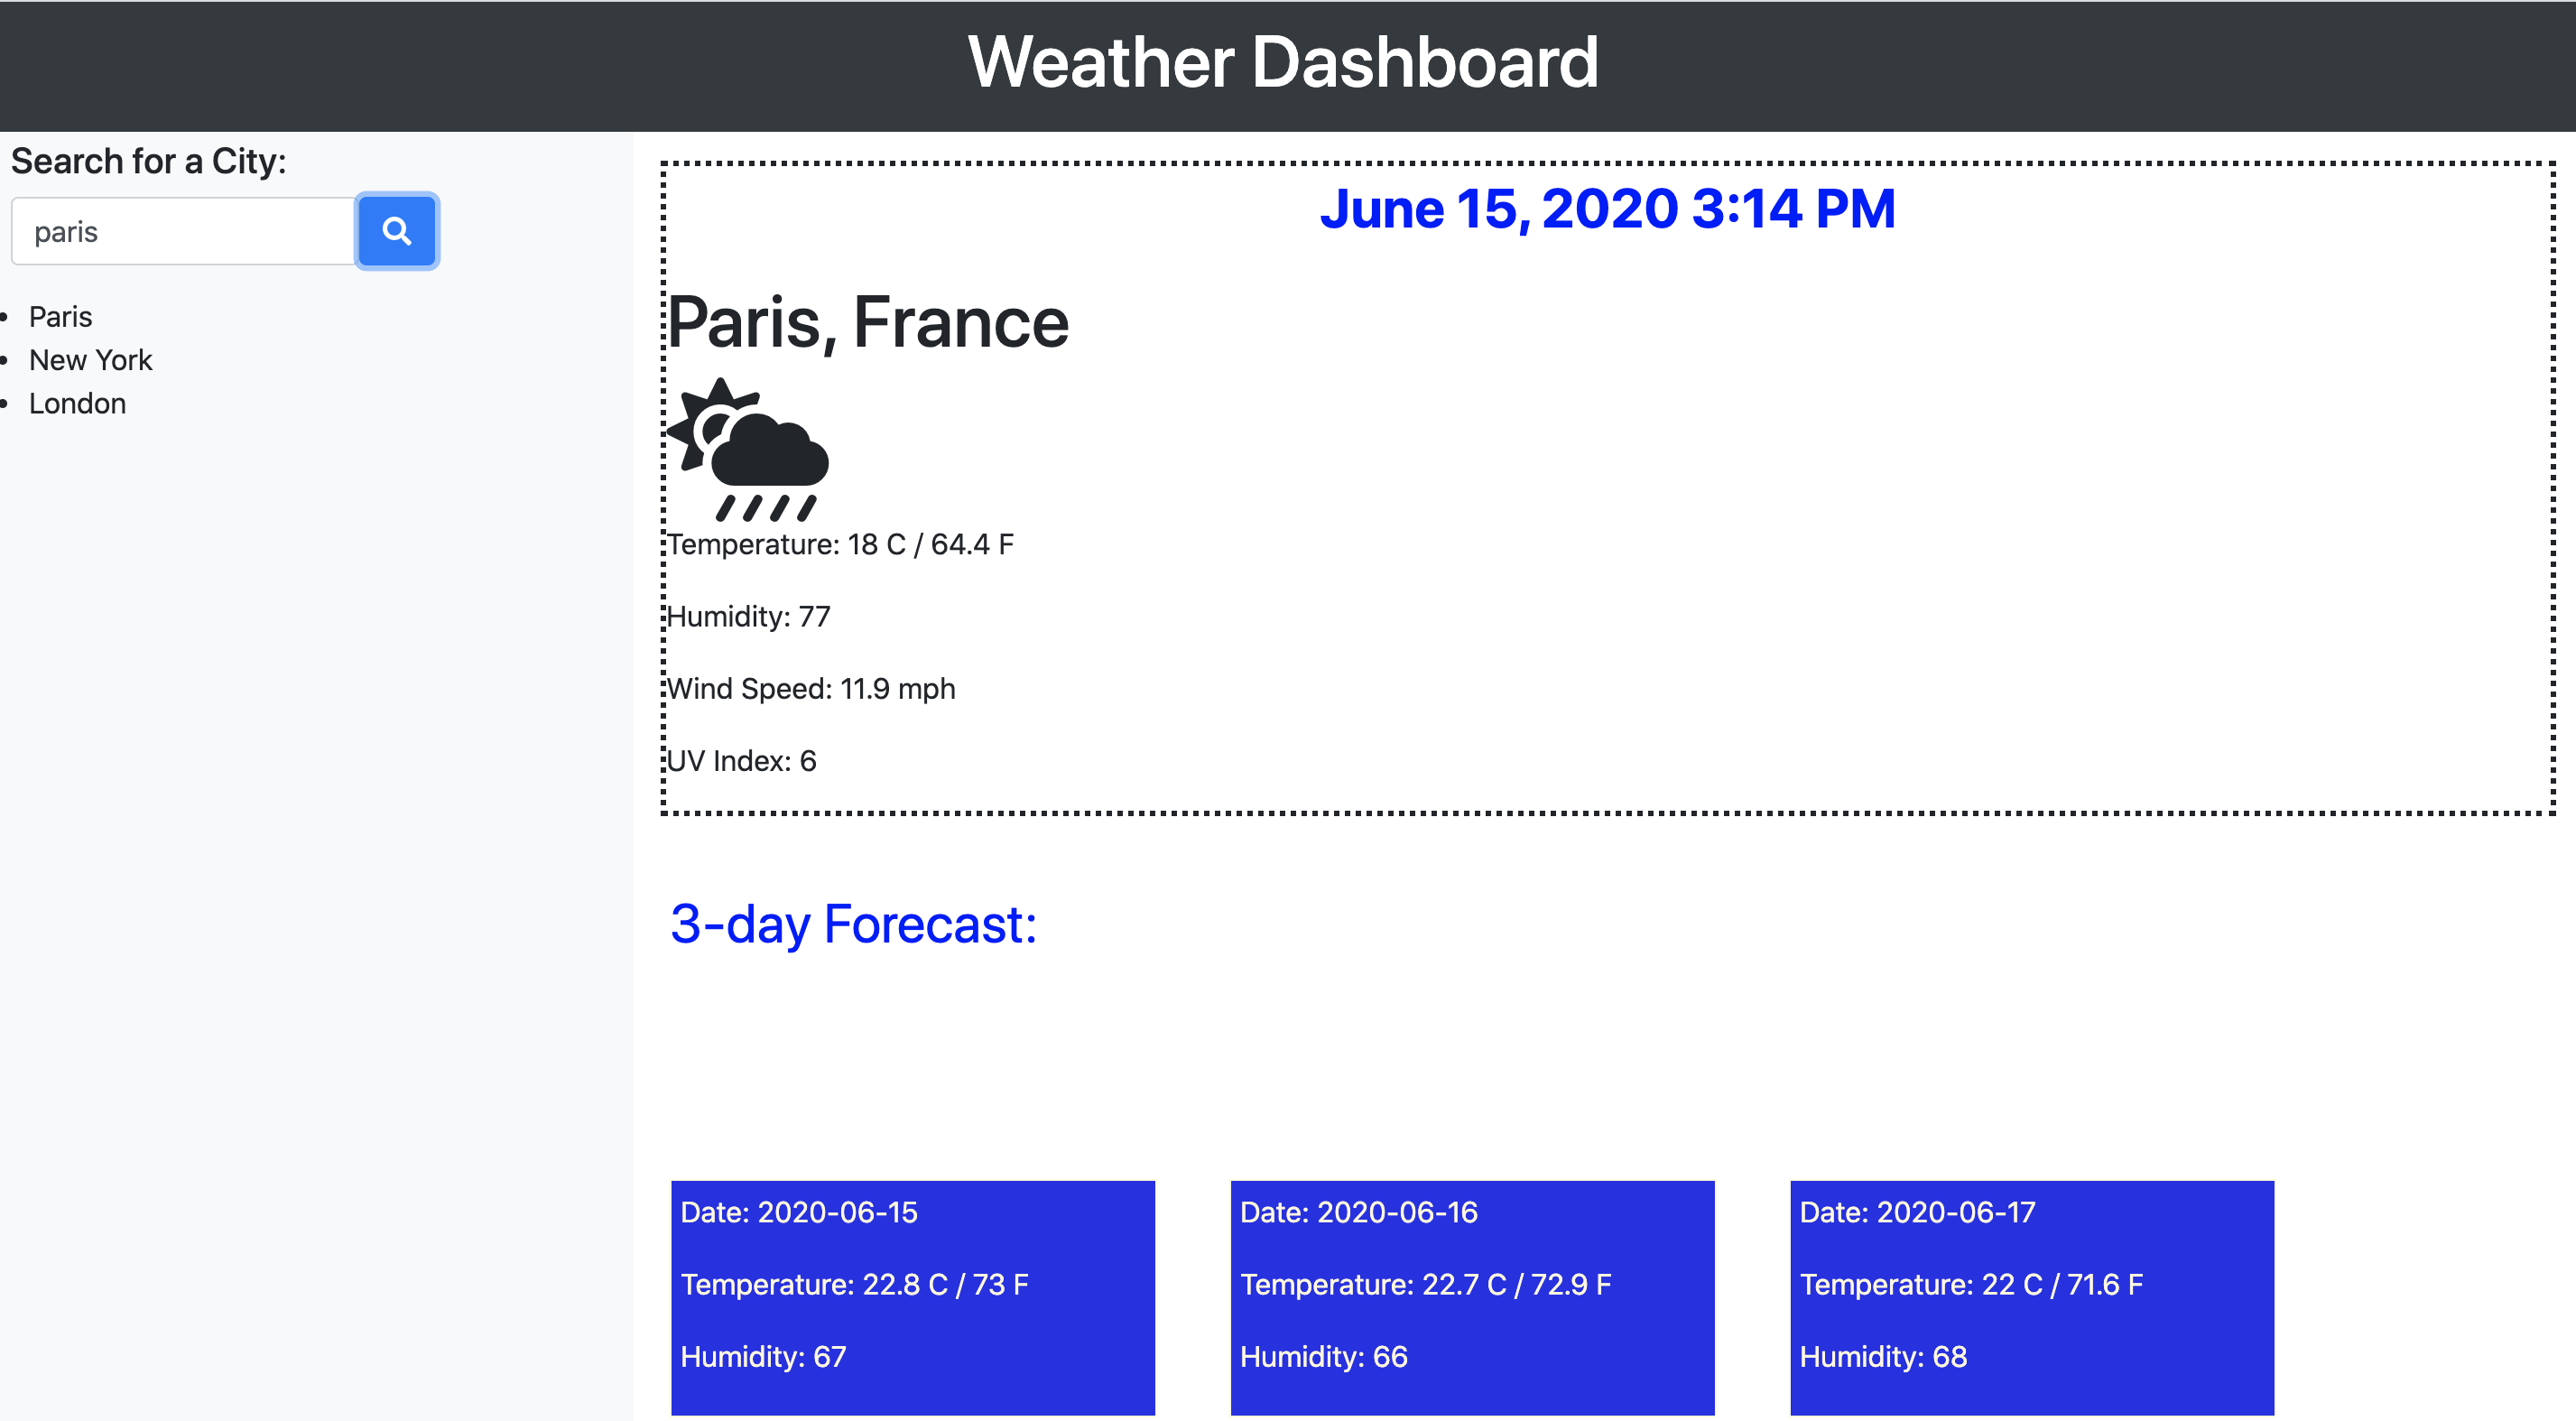 Weather Dashboard
Search for a City:
paris
Paris
New York
London
June 15, 2020 3:14 PM
Paris, France
Temperature: 18 C / 64.4 F
Humidity: 77
Wind Speed: 11.9 mph
UV Index: 6
3-day Forecast:
Date: 2020-06-15
Temperature: 22.8 C / 73 F
Humidity: 67
Date: 2020-06-16
Temperature: 22.7 C / 72.9 F
Humidity: 66
Date: 2020-06-17
Temperature: 22 C / 71.6 F
Humidity: 68